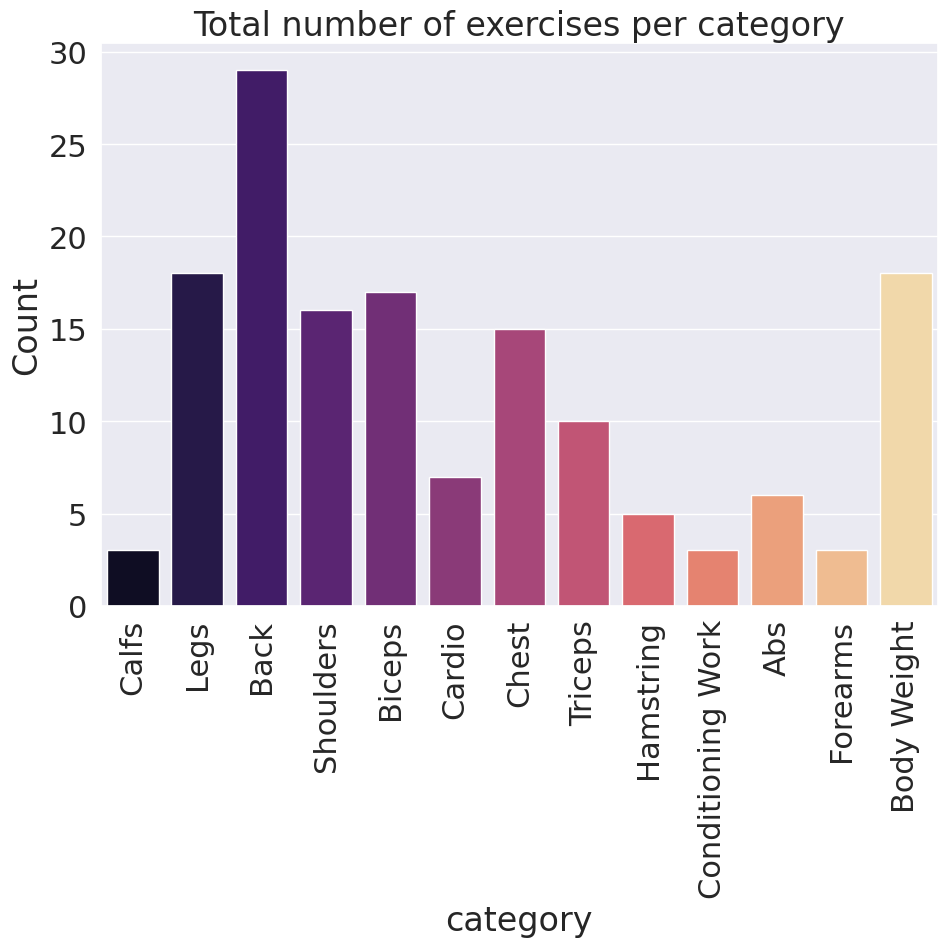 Total number of exercises per category
30
25
20
15
10
5
0
Count
Calfs
Legs
Back
Shoulders
Biceps
Cardio
Chest
Triceps
Hamstring
Conditioning Work
Abs
Forearms
Body Weight
category